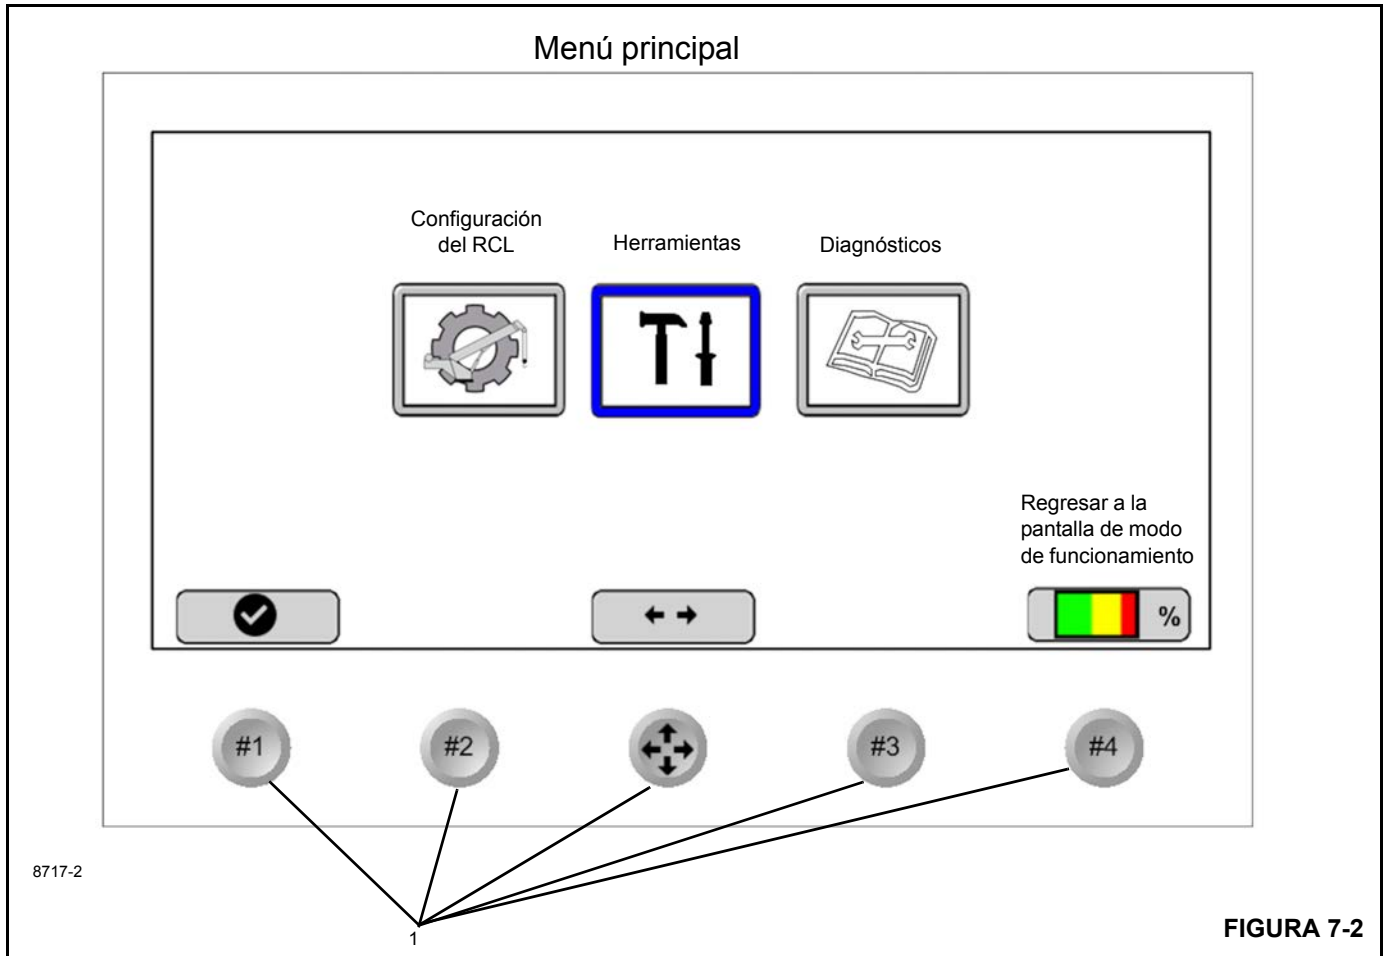 Menú principal
Configuración
del RCL
Herramientas
Diagnósticos
Regresar a la
pantalla de modo
de funcionamiento
%
#1
#2
#3
#4
8717-2
1
FIGURA 7-2